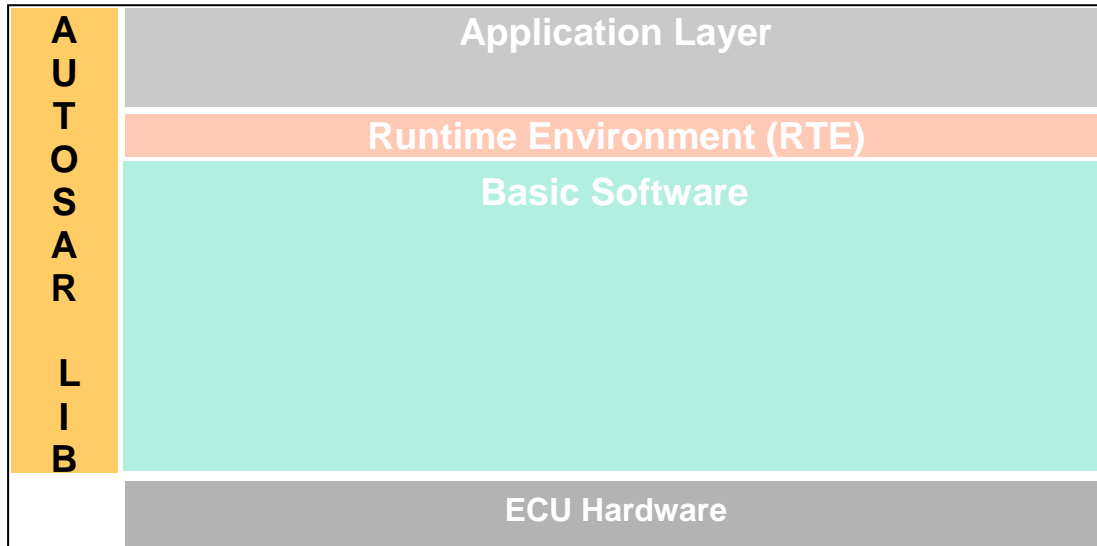 AUTOSAR LIB
Application Layer
Runtime Environment (RTE)
Basic Software
ECU Hardware